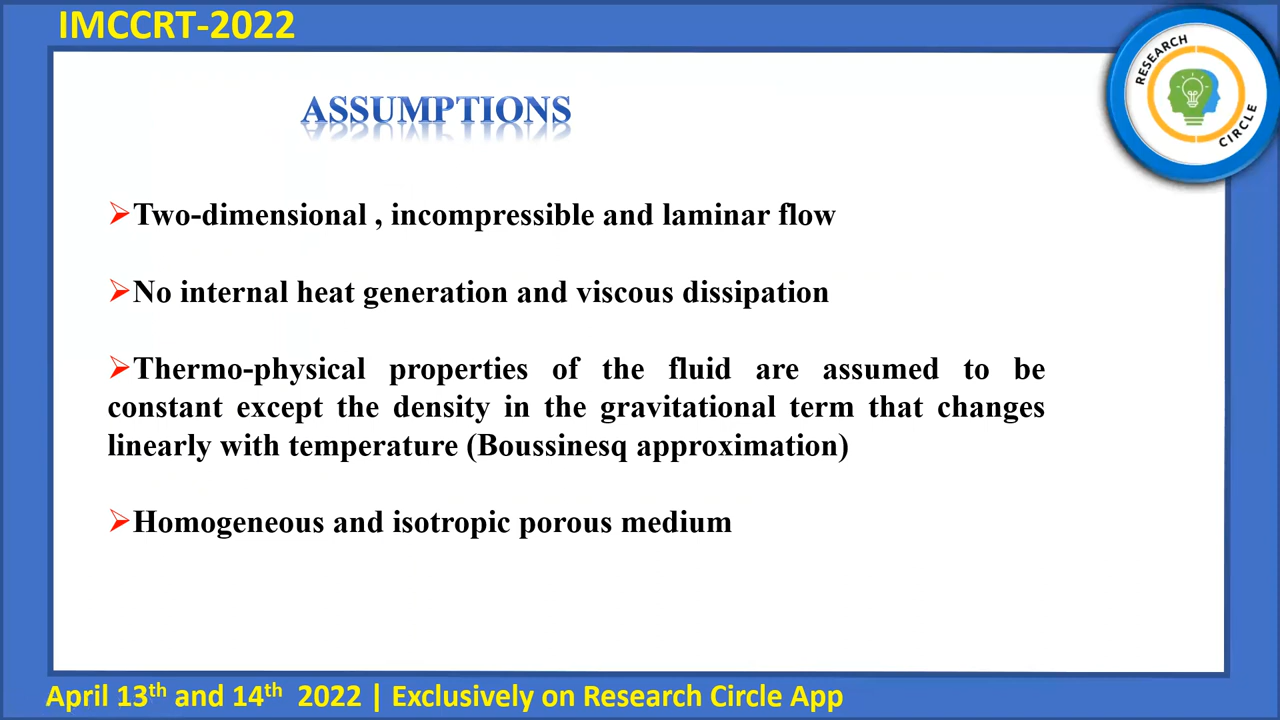 IMCCRT-2022
RESEARCH
CIRCLE
ASSUMPTIONS
➢Two-dimensional , incompressible and laminar flow
➢No internal heat generation and viscous dissipation
➢Thermo-physical properties of the fluid are assumed to be
constant except the density in the gravitational term that changes
linearly with temperature (Boussinesq approximation)
➢Homogeneous and isotropic porous medium
April 13th and 14th 2022 | Exclusively on Research Circle App